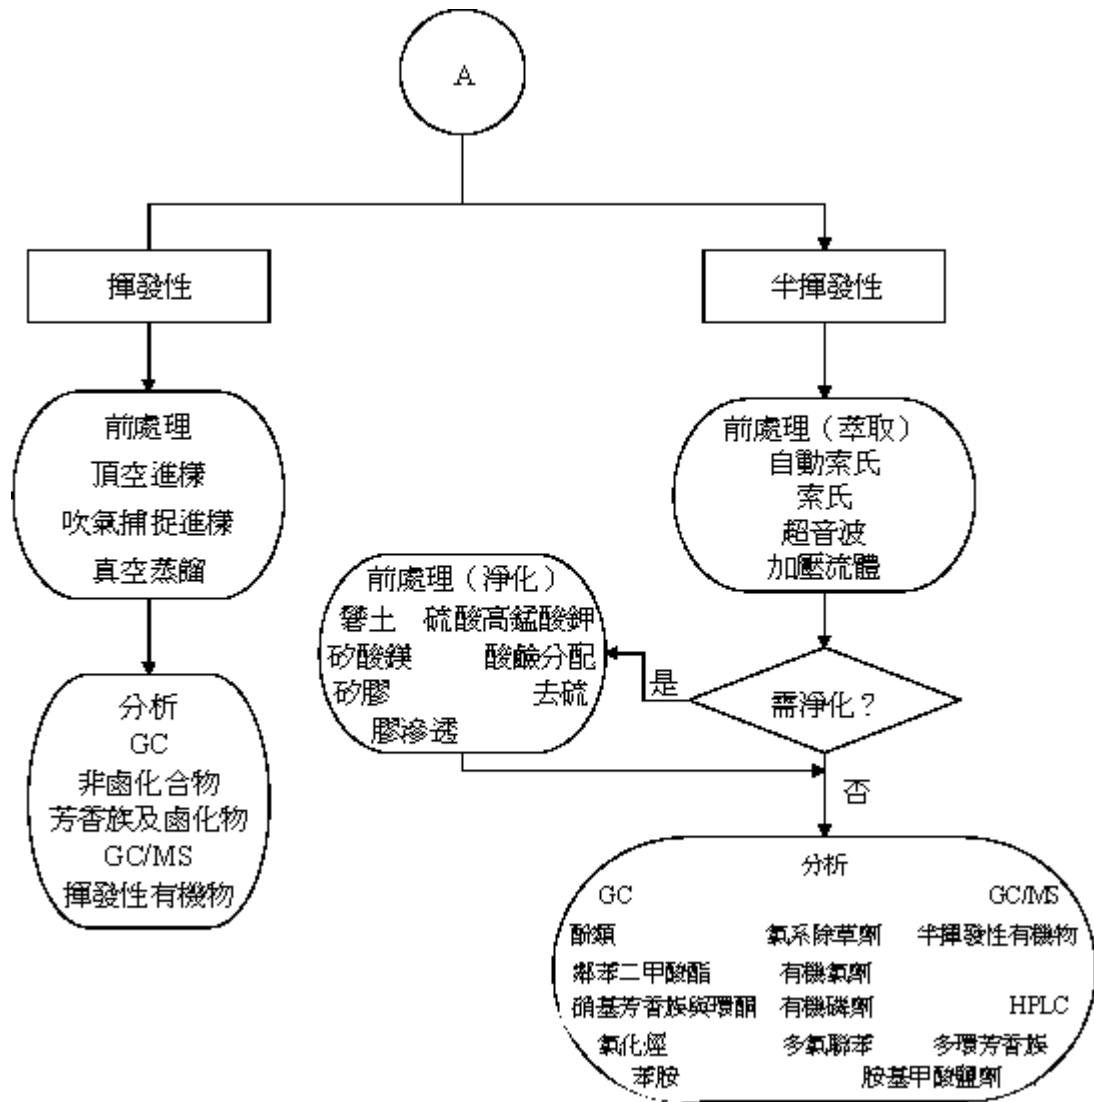 A
揮發性
半揮發性
前處理
頂空進樣
吹氣捕捉進樣
真空蒸餾
前處理（萃取）
自動索氏
索氏
超音波
加壓流體
前處理（淨化）
礬土 硫酸高錳酸鉀
矽酸鎂 酸鹼分配
矽膠 去硫
膠滲透
是
需淨化？
否
分析
GC
非鹵化合物
芳香族及鹵化物
GC/MS
揮發性有機物
分析
GC GC/MS
酚類 氯系除草劑 半揮發性有機物
鄰苯二甲酸酯 有機氯劑
硝基芳香族與環酮 有機磷劑 HPLC
氯化烴 多氯聯苯 多環芳香族
苯胺 胺基甲酸鹽劑